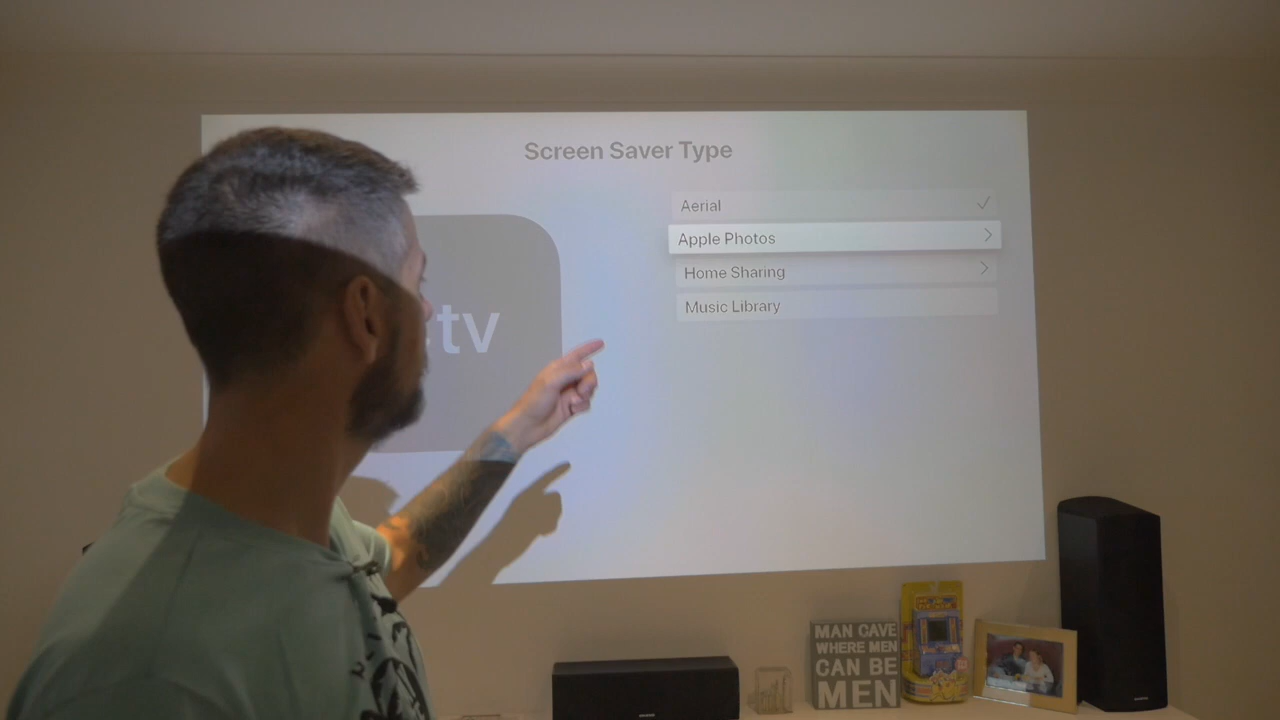 Screen Saver Type
Aerial
Apple Photos
Home Sharing
Music Library
tv
MAN CAVE
WHERE MEN
CAN BE
MEN